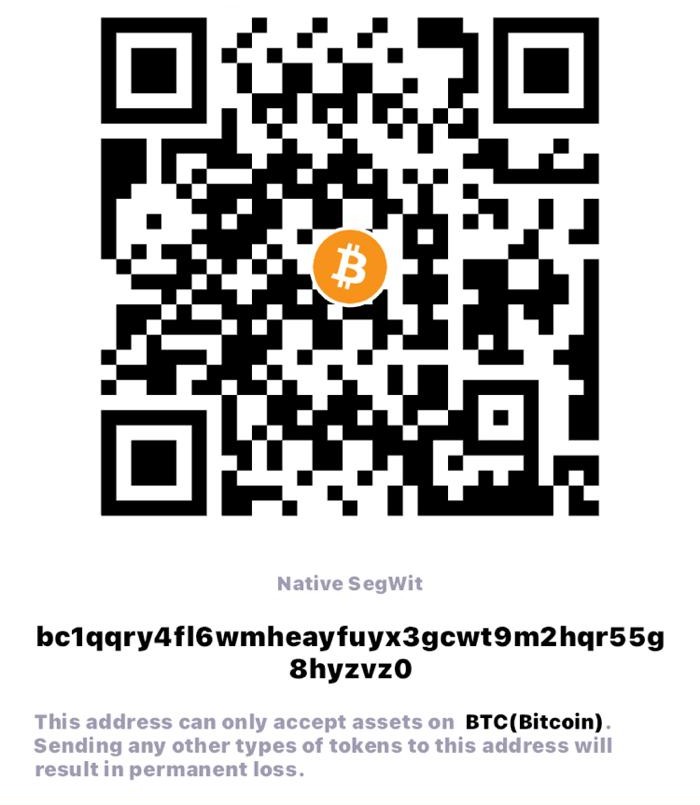 Native SegWit
bc1qqry4fl6wmheayfuyx3gcwt9m2hqr55g
8hyzvz0
This address can only accept assets on BTC(Bitcoin).
Sending any other types of tokens to this address will
result in permanent loss.